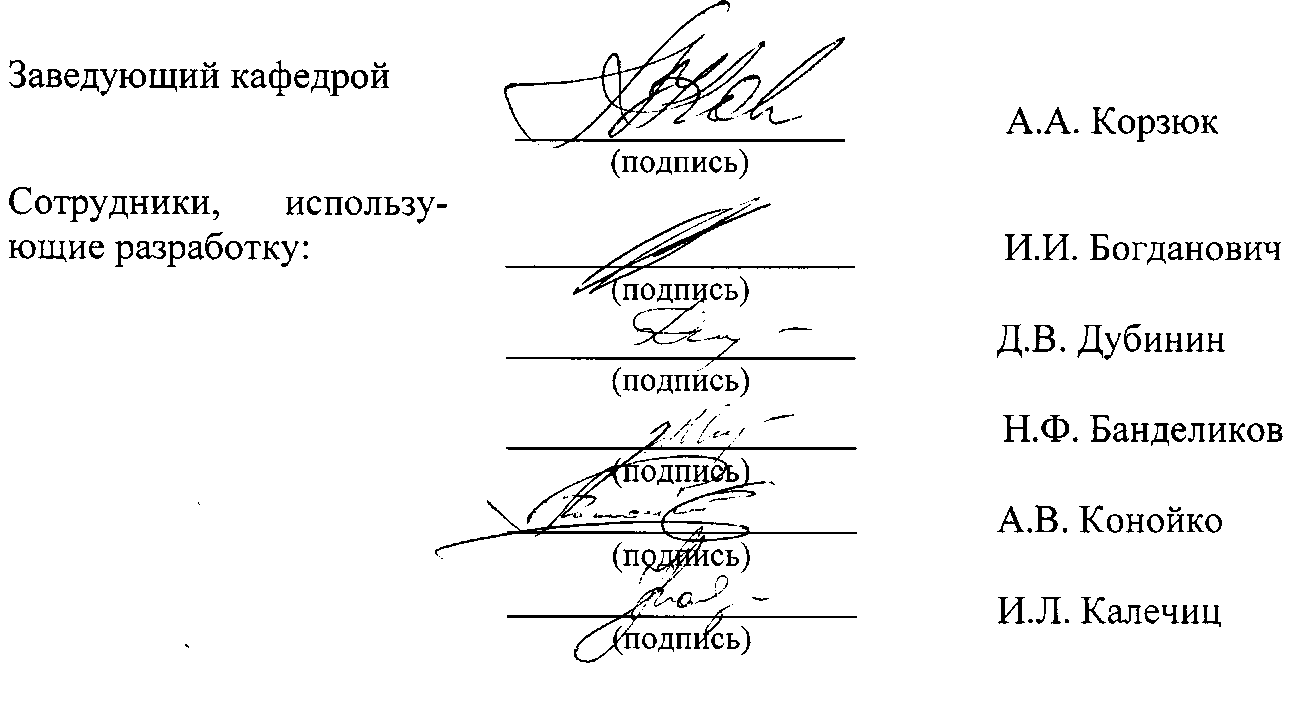 Заведующий кафедрой
А.А. Корзюк
(подпись)
Сотрудники, использу-
ющие разработку:
И.И. Богданович
(подпись)
Д.В. Дубинин
(подпись)
Н.Ф. Банделиков
(подпись)
А.В. Конойко
(подпись)
И.Л. Калечиц
(подпись)